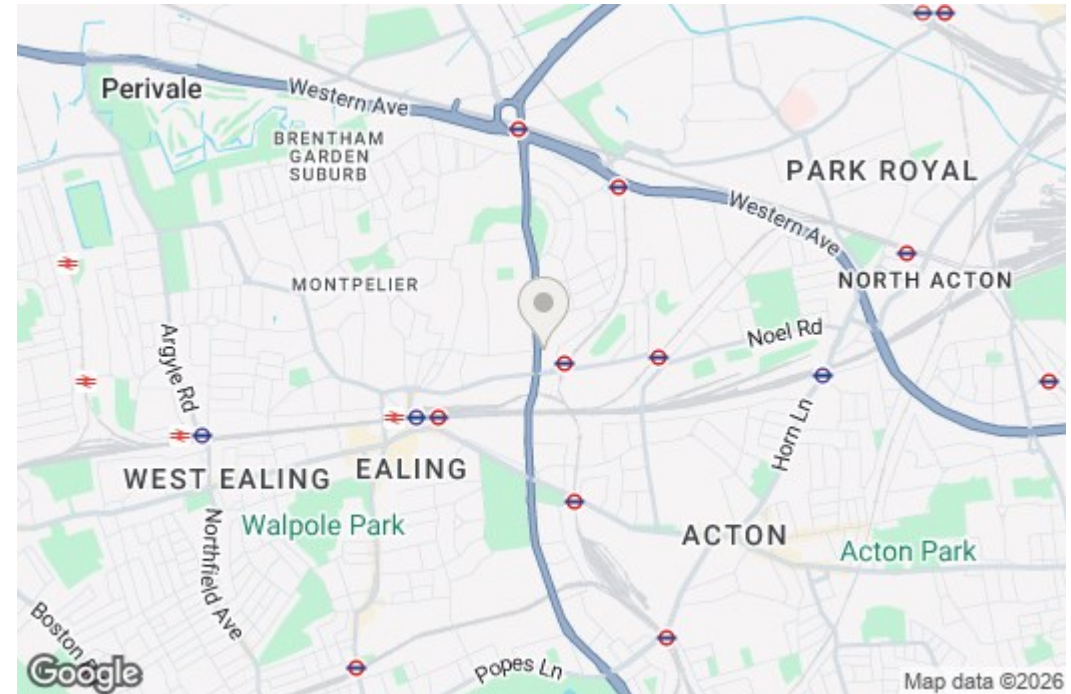 Perivale
Western Ave
BRENTHAM
GARDEN
SUBURB
PARK ROYAL
Western Ave
MONTPELIER
NORTH ACTON
Noel Rd
Argyle Rd
Horn Ln
WEST EALING
EALING
Walpole Park
ACTON
Acton Park
Northfield Ave
Boston
Popes Ln
Google
Map data ©2026